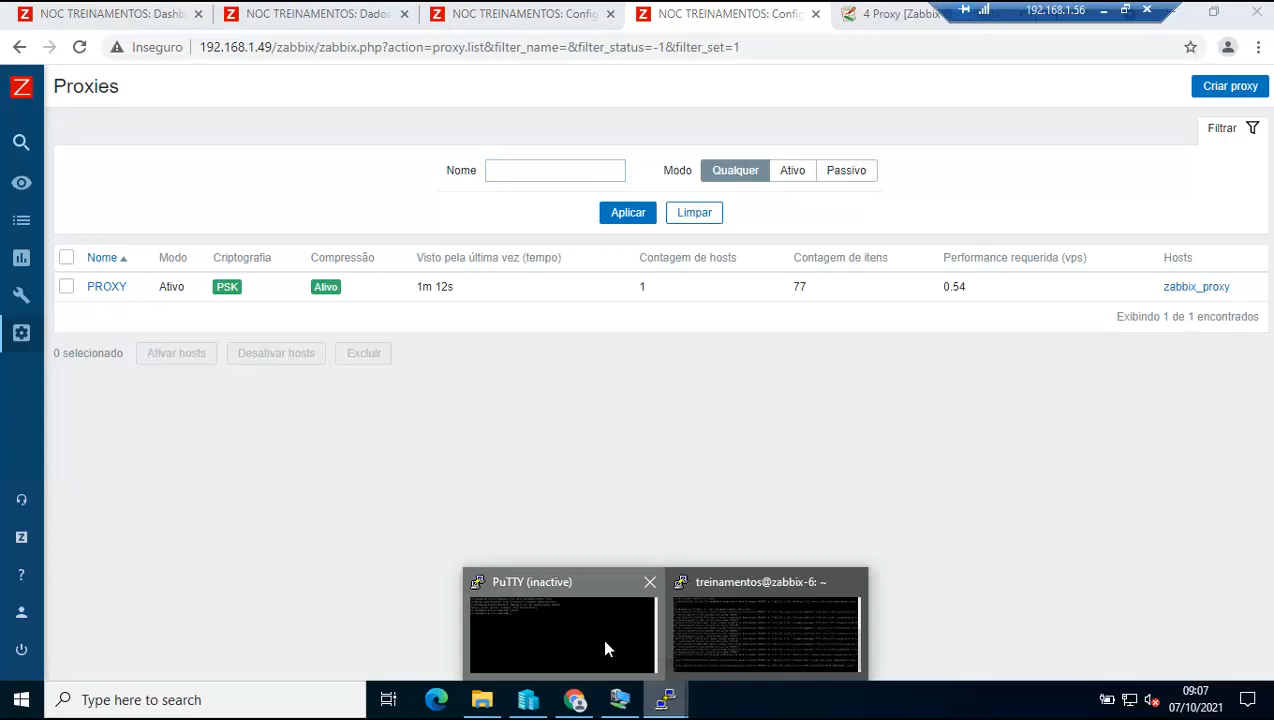 NOC TREINAMENTOS: Dashb
NOC TREINAMENTOS: Dados
NOC TREINAMENTOS: Config
NOC TREINAMENTOS: Config
4 Proxy [Zabbix
192.168.1.56
Inseguro
192.168.1.49/zabbix/zabbix.php?action=proxy.list&filter_name=&filter_status=-1&filter_set=1
Z
Proxies
Criar proxy
Filtrar
Nome
Modo
Qualquer
Ativo
Passivo
Aplicar
Limpar
Nome
Modo
Criptografia
Compressão
Visto pela última vez (tempo)
Contagem de hosts
Contagem de itens
Performance requerida (vps)
Hosts
PROXY
Ativo
PSK
Ativo
1m 12s
1
77
0.54
zabbix_proxy
Exibindo 1 de 1 encontrados
0 selecionado
Ativar hosts
Desativar hosts
Excluir
Z
?
PuTTY (inactive)
treinamentos@zabbix-6: ~
Type here to search
09:07
07/10/2021